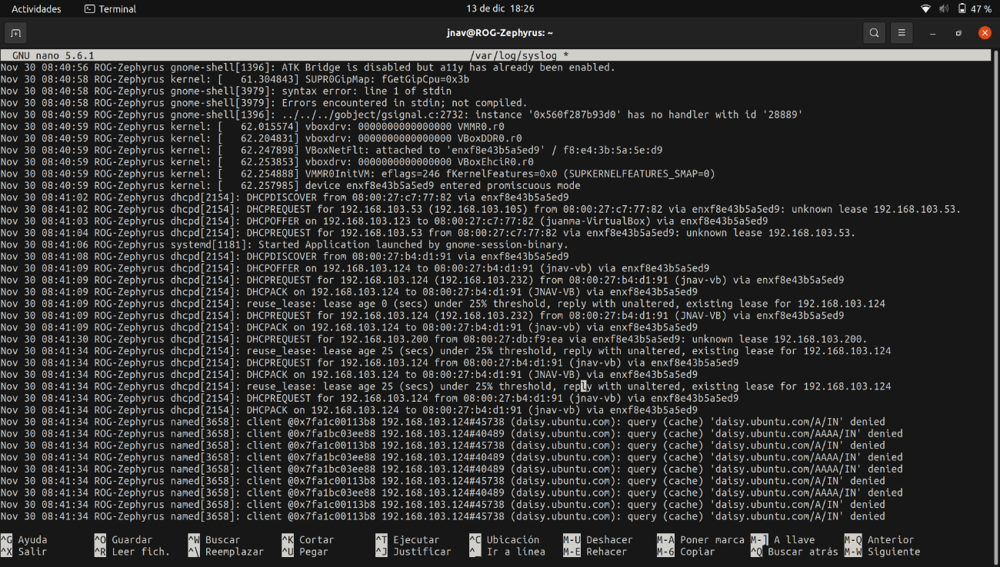 Actividades Terminal 13 de dic 18:26 47 %
jnav@ROG-Zephyrus: ~
GNU nano 5.6.1 /var/log/syslog *
Nov 30 08:40:56 ROG-Zephyrus gnome-shell[1396]: ATK Bridge is disabled but a11y has already been enabled.
Nov 30 08:40:58 ROG-Zephyrus kernel: [   61.304843] SUPR0GipMap: fGetGipCpu=0x3b
Nov 30 08:40:58 ROG-Zephyrus gnome-shell[3979]: syntax error: line 1 of stdin
Nov 30 08:40:58 ROG-Zephyrus gnome-shell[3979]: Errors encountered in stdin; not compiled.
Nov 30 08:40:59 ROG-Zephyrus gnome-shell[1396]: ../../../gobject/gsignal.c:2732: instance '0x560f287b93d0' has no handler with id '28889'
Nov 30 08:40:59 ROG-Zephyrus kernel: [   62.015574] vboxdrv: 0000000000000000 VMMR0.r0
Nov 30 08:40:59 ROG-Zephyrus kernel: [   62.204831] vboxdrv: 0000000000000000 VBoxDDR0.r0
Nov 30 08:40:59 ROG-Zephyrus kernel: [   62.247898] VBoxNetFlt: attached to 'enxf8e43b5a5ed9' / f8:e4:3b:5a:5e:d9
Nov 30 08:40:59 ROG-Zephyrus kernel: [   62.253853] vboxdrv: 0000000000000000 VBoxEhciR0.r0
Nov 30 08:40:59 ROG-Zephyrus kernel: [   62.254888] VMMR0InitVM: eflags=246 fKernelFeatures=0x0 (SUPKERNELFEATURES_SMAP=0)
Nov 30 08:40:59 ROG-Zephyrus kernel: [   62.257985] device enxf8e43b5a5ed9 entered promiscuous mode
Nov 30 08:41:02 ROG-Zephyrus dhcpd[2154]: DHCPDISCOVER from 08:00:27:c7:77:82 via enxf8e43b5a5ed9
Nov 30 08:41:03 ROG-Zephyrus dhcpd[2154]: DHCPREQUEST for 192.168.103.53 (192.168.103.105) from 08:00:27:c7:77:82 via enxf8e43b5a5ed9: unknown lease 192.168.103.53.
Nov 30 08:41:03 ROG-Zephyrus dhcpd[2154]: DHCPOFFER on 192.168.103.123 to 08:00:27:c7:77:82 (juanma-VirtualBox) via enxf8e43b5a5ed9
Nov 30 08:41:04 ROG-Zephyrus dhcpd[2154]: DHCPREQUEST for 192.168.103.53 from 08:00:27:c7:77:82 via enxf8e43b5a5ed9: unknown lease 192.168.103.53.
Nov 30 08:41:06 ROG-Zephyrus systemd[1181]: Started Application launched by gnome-session-binary.
Nov 30 08:41:08 ROG-Zephyrus dhcpd[2154]: DHCPDISCOVER from 08:00:27:b4:d1:91 via enxf8e43b5a5ed9
Nov 30 08:41:09 ROG-Zephyrus dhcpd[2154]: DHCPOFFER on 192.168.103.124 to 08:00:27:b4:d1:91 (jnav-vb) via enxf8e43b5a5ed9
Nov 30 08:41:09 ROG-Zephyrus dhcpd[2154]: DHCPREQUEST for 192.168.103.124 (192.168.103.232) from 08:00:27:b4:d1:91 (jnav-vb) via enxf8e43b5a5ed9
Nov 30 08:41:09 ROG-Zephyrus dhcpd[2154]: DHCPACK on 192.168.103.124 to 08:00:27:b4:d1:91 (JNAV-VB) via enxf8e43b5a5ed9
Nov 30 08:41:09 ROG-Zephyrus dhcpd[2154]: reuse_lease: lease age 0 (secs) under 25% threshold, reply with unaltered, existing lease for 192.168.103.124
Nov 30 08:41:09 ROG-Zephyrus dhcpd[2154]: DHCPREQUEST for 192.168.103.124 (192.168.103.232) from 08:00:27:b4:d1:91 (JNAV-VB) via enxf8e43b5a5ed9
Nov 30 08:41:09 ROG-Zephyrus dhcpd[2154]: DHCPACK on 192.168.103.124 to 08:00:27:b4:d1:91 (jnav-vb) via enxf8e43b5a5ed9
Nov 30 08:41:30 ROG-Zephyrus dhcpd[2154]: DHCPREQUEST for 192.168.103.200 from 08:00:27:db:f9:ea via enxf8e43b5a5ed9: unknown lease 192.168.103.200.
Nov 30 08:41:34 ROG-Zephyrus dhcpd[2154]: reuse_lease: lease age 25 (secs) under 25% threshold, reply with unaltered, existing lease for 192.168.103.124
Nov 30 08:41:34 ROG-Zephyrus dhcpd[2154]: DHCPREQUEST for 192.168.103.124 from 08:00:27:b4:d1:91 (jnav-vb) via enxf8e43b5a5ed9
Nov 30 08:41:34 ROG-Zephyrus dhcpd[2154]: DHCPACK on 192.168.103.124 to 08:00:27:b4:d1:91 (JNAV-VB) via enxf8e43b5a5ed9
Nov 30 08:41:34 ROG-Zephyrus dhcpd[2154]: reuse_lease: lease age 25 (secs) under 25% threshold, reply with unaltered, existing lease for 192.168.103.124
Nov 30 08:41:34 ROG-Zephyrus dhcpd[2154]: DHCPREQUEST for 192.168.103.124 from 08:00:27:b4:d1:91 (jnav-vb) via enxf8e43b5a5ed9
Nov 30 08:41:34 ROG-Zephyrus dhcpd[2154]: DHCPACK on 192.168.103.124 to 08:00:27:b4:d1:91 (jnav-vb) via enxf8e43b5a5ed9
Nov 30 08:41:34 ROG-Zephyrus named[3658]: client @0x7fa1c00113b8 192.168.103.124#45738 (daisy.ubuntu.com): query (cache) 'daisy.ubuntu.com/A/IN' denied
Nov 30 08:41:34 ROG-Zephyrus named[3658]: client @0x7fa1bc03ee88 192.168.103.124#40489 (daisy.ubuntu.com): query (cache) 'daisy.ubuntu.com/AAAA/IN' denied
Nov 30 08:41:34 ROG-Zephyrus named[3658]: client @0x7fa1c00113b8 192.168.103.124#45738 (daisy.ubuntu.com): query (cache) 'daisy.ubuntu.com/A/IN' denied
Nov 30 08:41:34 ROG-Zephyrus named[3658]: client @0x7fa1bc03ee88 192.168.103.124#40489 (daisy.ubuntu.com): query (cache) 'daisy.ubuntu.com/AAAA/IN' denied
Nov 30 08:41:34 ROG-Zephyrus named[3658]: client @0x7fa1bc03ee88 192.168.103.124#40489 (daisy.ubuntu.com): query (cache) 'daisy.ubuntu.com/AAAA/IN' denied
Nov 30 08:41:34 ROG-Zephyrus named[3658]: client @0x7fa1c00113b8 192.168.103.124#45738 (daisy.ubuntu.com): query (cache) 'daisy.ubuntu.com/A/IN' denied
Nov 30 08:41:34 ROG-Zephyrus named[3658]: client @0x7fa1bc03ee88 192.168.103.124#40489 (daisy.ubuntu.com): query (cache) 'daisy.ubuntu.com/AAAA/IN' denied
Nov 30 08:41:34 ROG-Zephyrus named[3658]: client @0x7fa1c00113b8 192.168.103.124#45738 (daisy.ubuntu.com): query (cache) 'daisy.ubuntu.com/A/IN' denied
Nov 30 08:41:34 ROG-Zephyrus named[3658]: client @0x7fa1c00113b8 192.168.103.124#45738 (daisy.ubuntu.com): query (cache) 'daisy.ubuntu.com/A/IN' denied
^G Ayuda ^O Guardar ^W Buscar ^K Cortar ^T Ejecutar ^C Ubicación M-U Deshacer M-A Poner marca M-] A llave M-Q Anterior
^X Salir ^R Leer fich. ^\ Reemplazar ^U Pegar ^J Justificar ^_ Ir a línea M-E Rehacer M-6 Copiar ^Q Buscar atrás M-W Siguiente